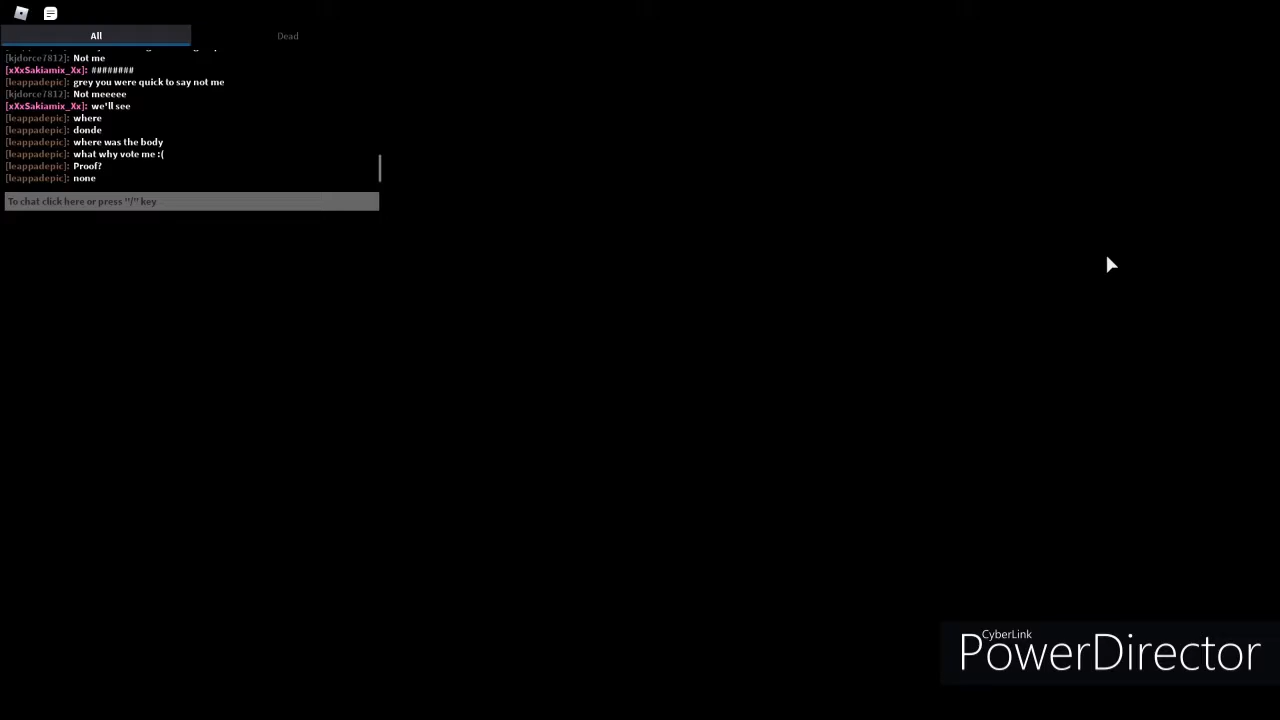 All
Dead
[kjdorce7812]: Not me
[xXxSakiamix_Xx]: ########
[leappadepic]: grey you were quick to say not me
[kjdorce7812]: Not meeeee
[xXxSakiamix_Xx]: we'll see
[leappadepic]: where
[leappadepic]: donde
[leappadepic]: where was the body
[leappadepic]: what why vote me :(
[leappadepic]: Proof?
[leappadepic]: none
To chat click here or press "/" key
CyberLink
PowerDirector